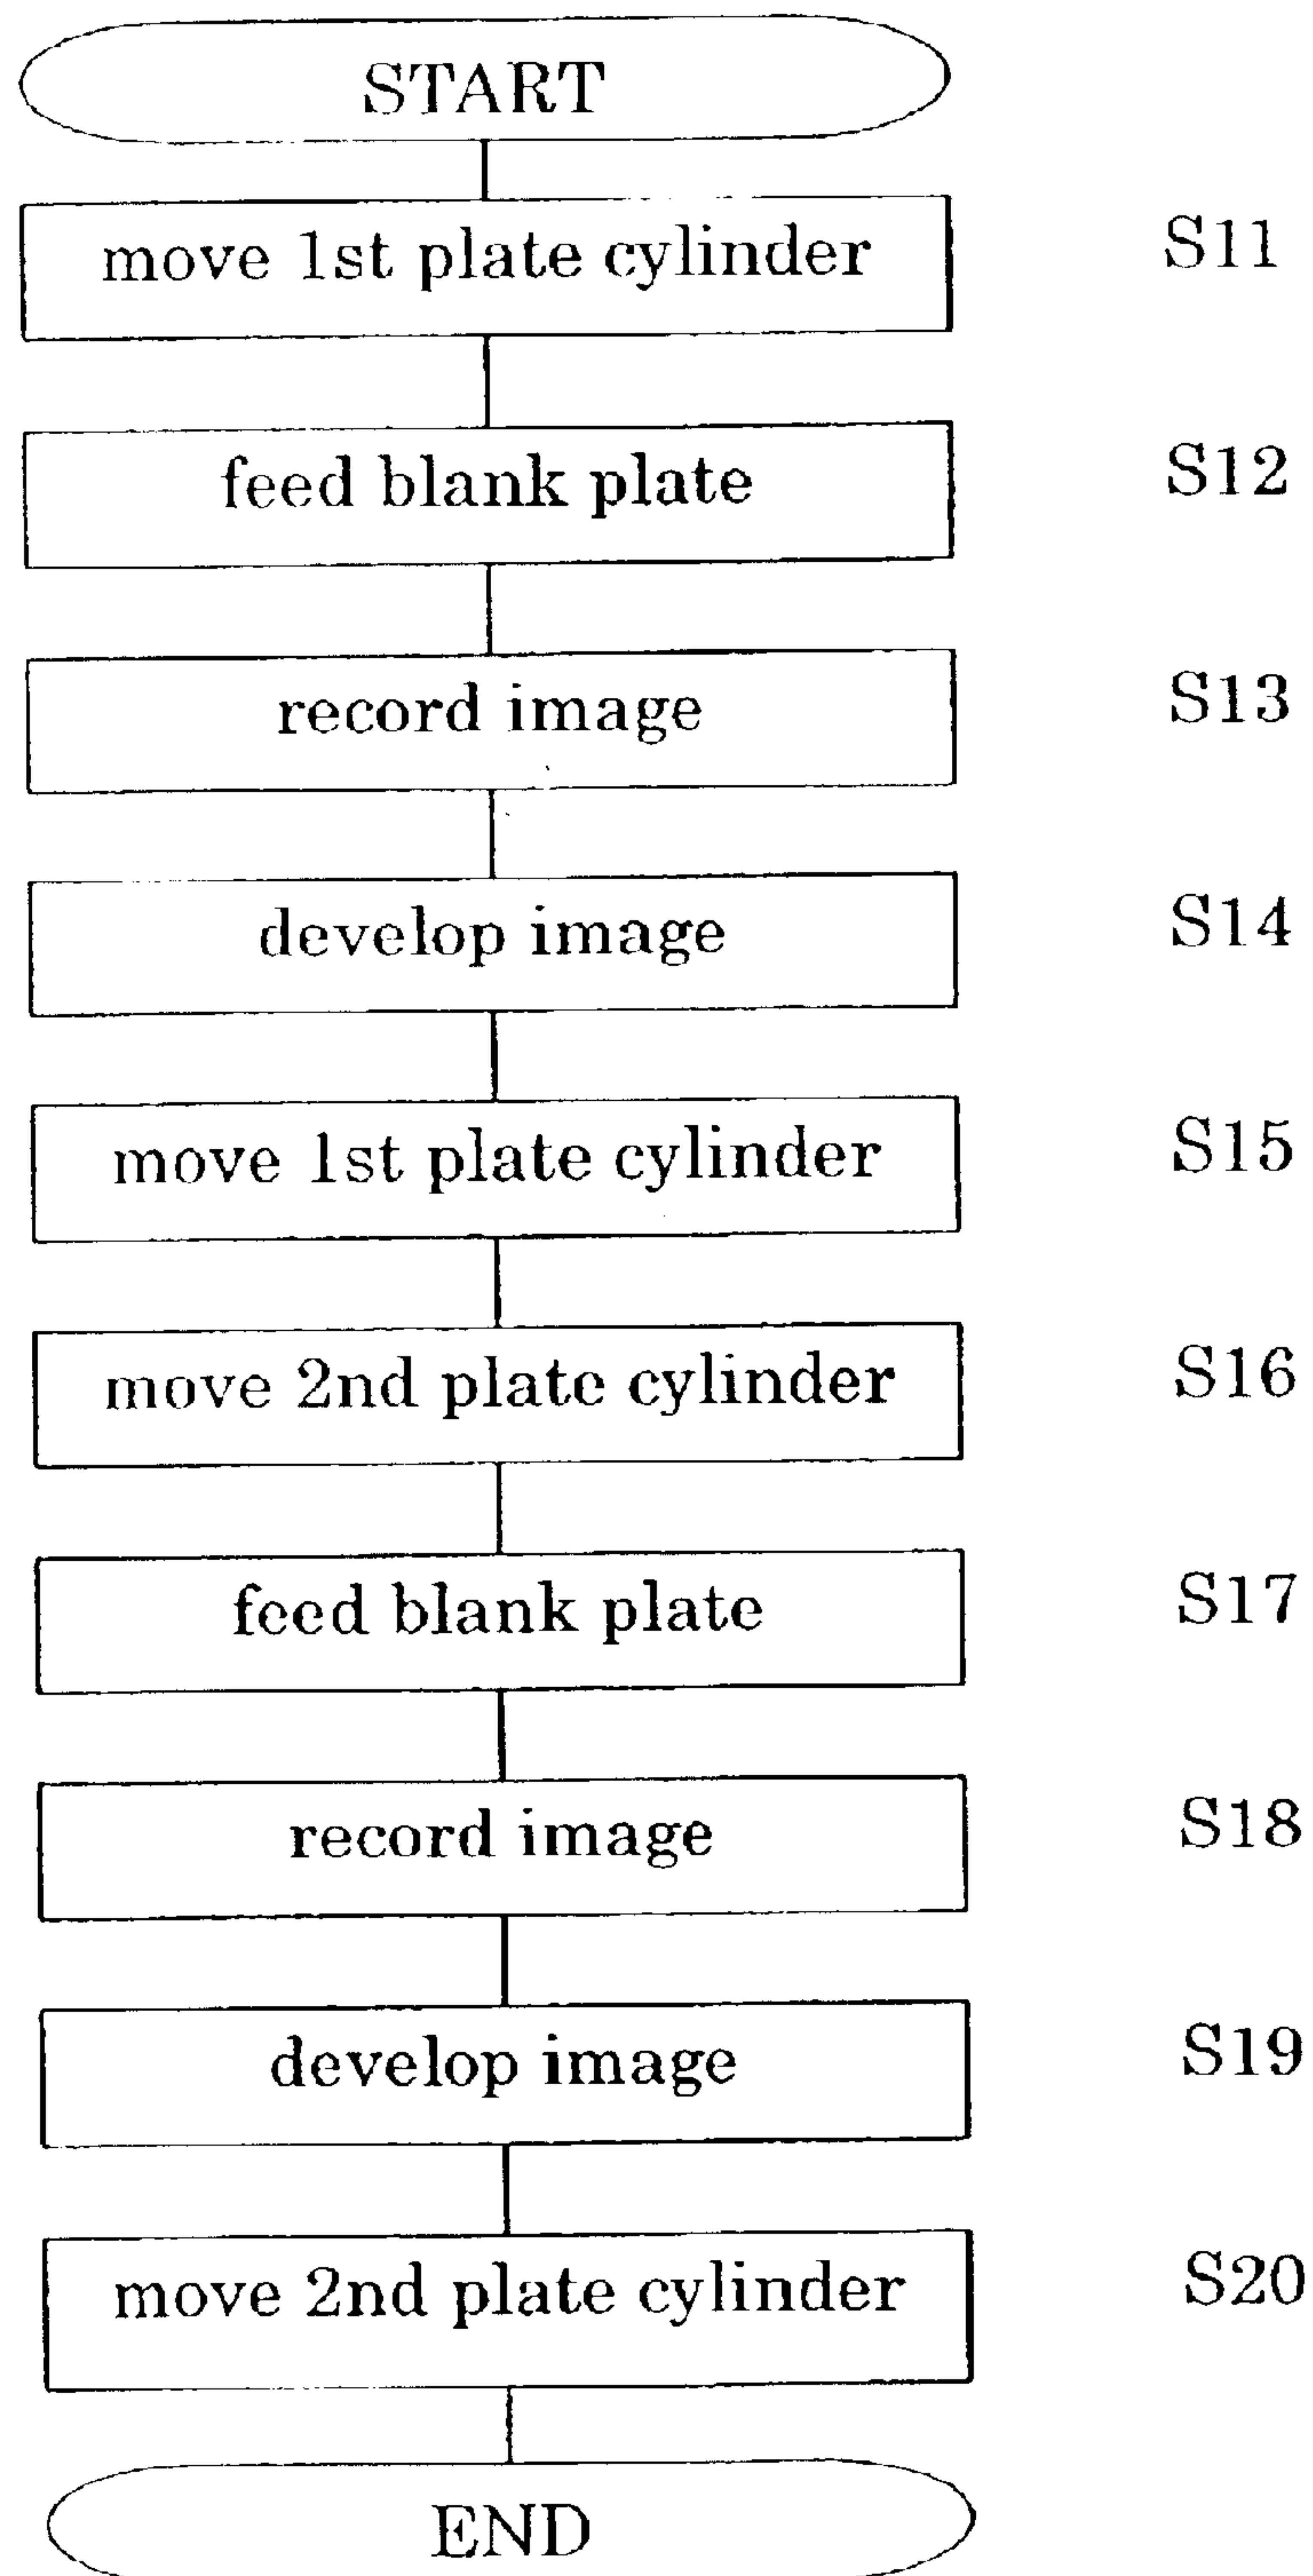 START
move 1st plate cylinder S11
feed blank plate S12
record image S13
develop image S14
move 1st plate cylinder S15
move 2nd plate cylinder S16
feed blank plate S17
record image S18
develop image S19
move 2nd plate cylinder S20
END